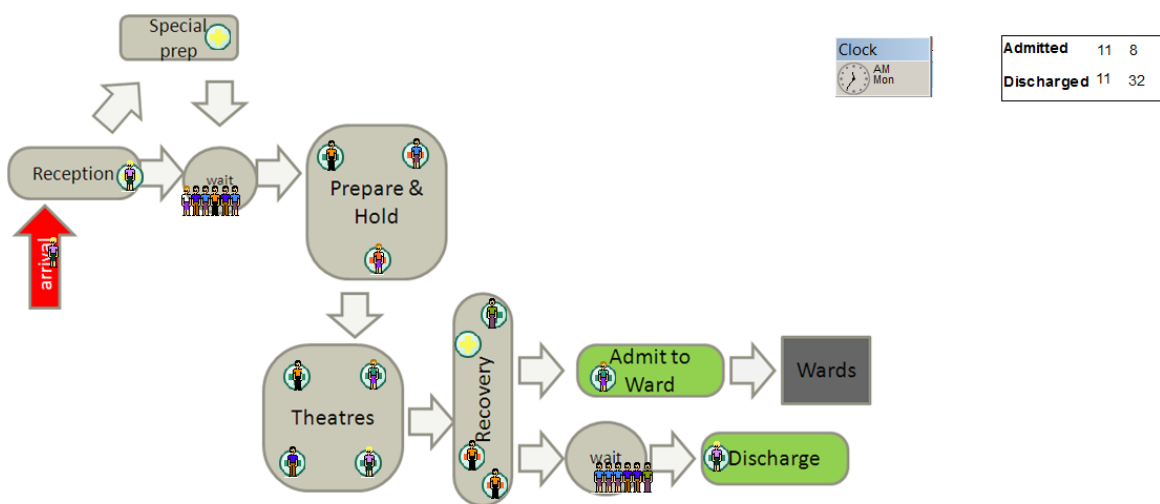 Special
prep
Clock
AM
Mon
Admitted 11 8
Discharged 11 32
Reception
wait
Prepare &
Hold
arrival
Theatres
Recovery
Admit to
Ward
Wards
wait
Discharge